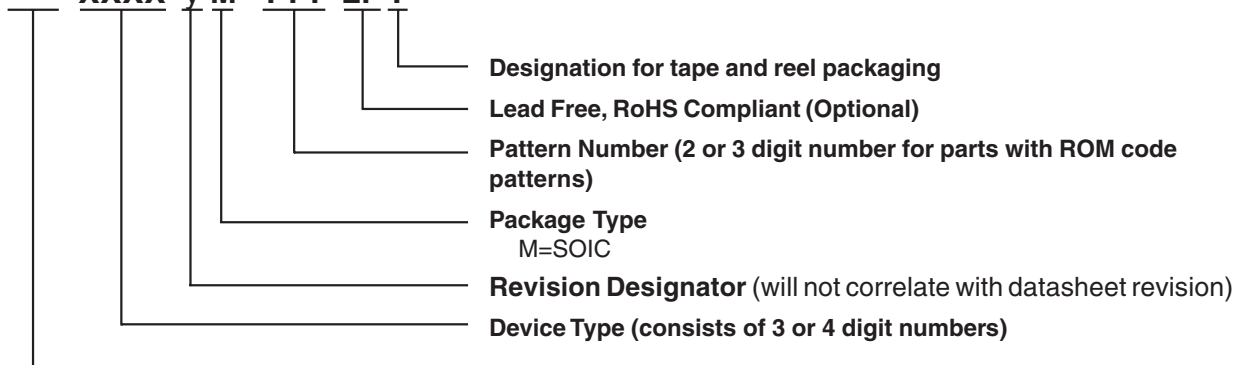 Designation for tape and reel packaging
Lead Free, RoHS Compliant (Optional)
Pattern Number (2 or 3 digit number for parts with ROM code
patterns)
Package Type
M=SOIC
Revision Designator (will not correlate with datasheet revision)
Device Type (consists of 3 or 4 digit numbers)